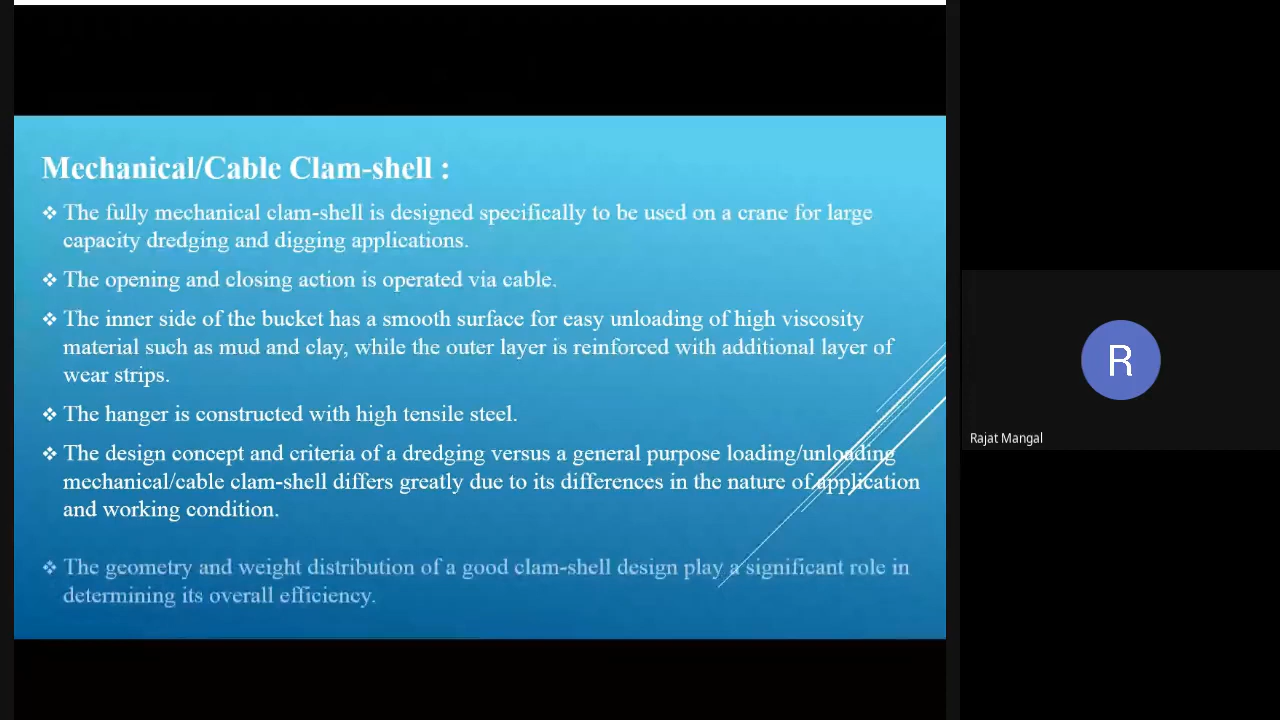 Mechanical/Cable Clam-shell :
❖ The fully mechanical clam-shell is designed specifically to be used on a crane for large
capacity dredging and digging applications.
❖ The opening and closing action is operated via cable.
❖ The inner side of the bucket has a smooth surface for easy unloading of high viscosity
material such as mud and clay, while the outer layer is reinforced with additional layer of
wear strips.
❖ The hanger is constructed with high tensile steel.
❖ The design concept and criteria of a dredging versus a general purpose loading/unloading
mechanical/cable clam-shell differs greatly due to its differences in the nature of application
and working condition.
❖ The geometry and weight distribution of a good clam-shell design play a significant role in
determining its overall efficiency.
R
Rajat Mangal